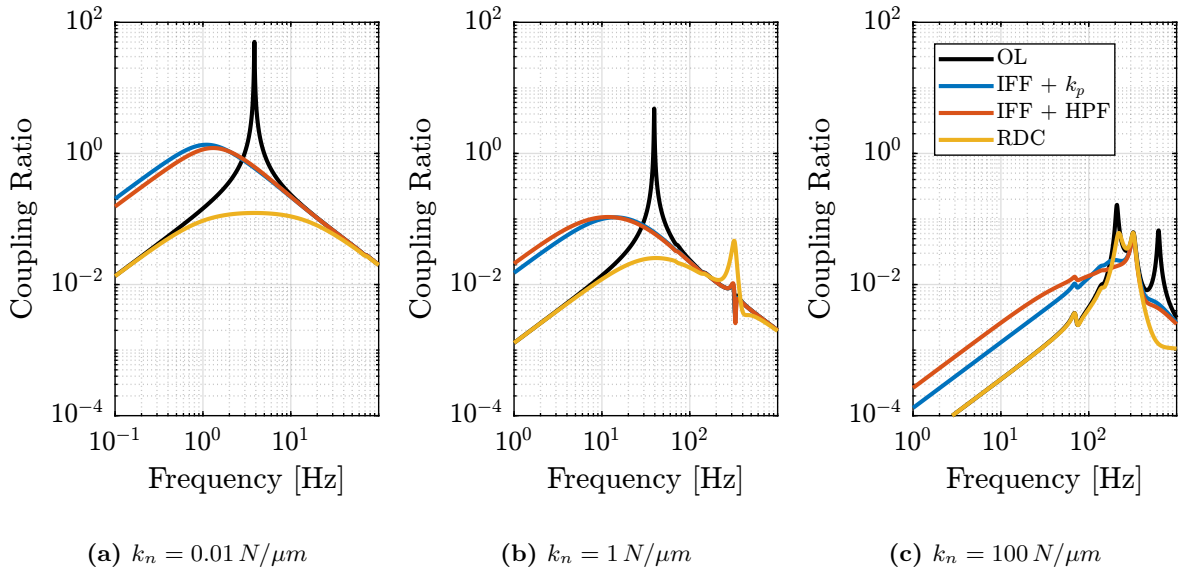 10^2
10^0
10^{-2}
10^{-4}
Coupling Ratio
10^{-1}
10^0
10^1
Frequency [Hz]
(a) k_n = 0.01 N/μm
10^2
10^0
10^{-2}
10^{-4}
Coupling Ratio
10^0
10^1
10^2
Frequency [Hz]
(b) k_n = 1 N/μm
10^2
10^0
10^{-2}
10^{-4}
Coupling Ratio
OL
IFF + k_p
IFF + HPF
RDC
10^0
10^1
10^2
Frequency [Hz]
(c) k_n = 100 N/μm